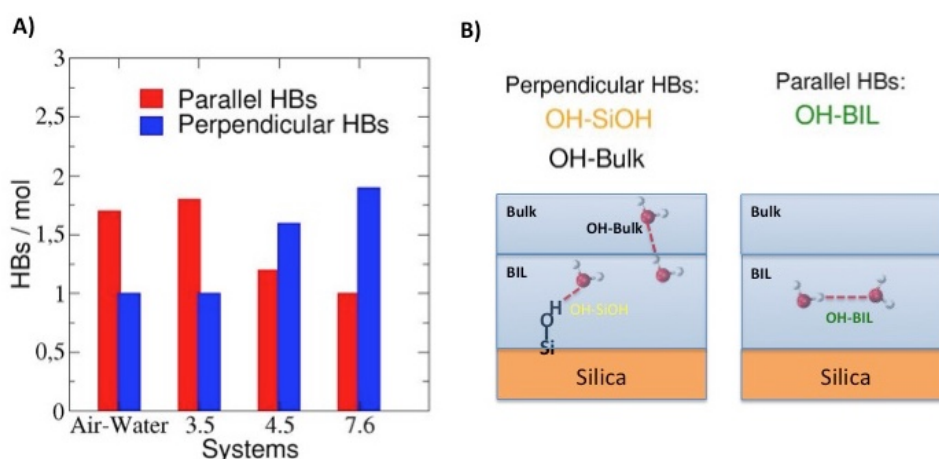 A)
3
2,5
2
1,5
1
0,5
0
HBs / mol
Parallel HBs
Perpendicular HBs
Air-Water 3.5 4.5 7.6
Systems
B)
Perpendicular HBs:
OH-SiOH
OH-Bulk
Bulk
OH-Bulk
BIL
H
O
Si
OH-SiOH
Silica
Parallel HBs:
OH-BIL
Bulk
BIL
OH-BIL
Silica